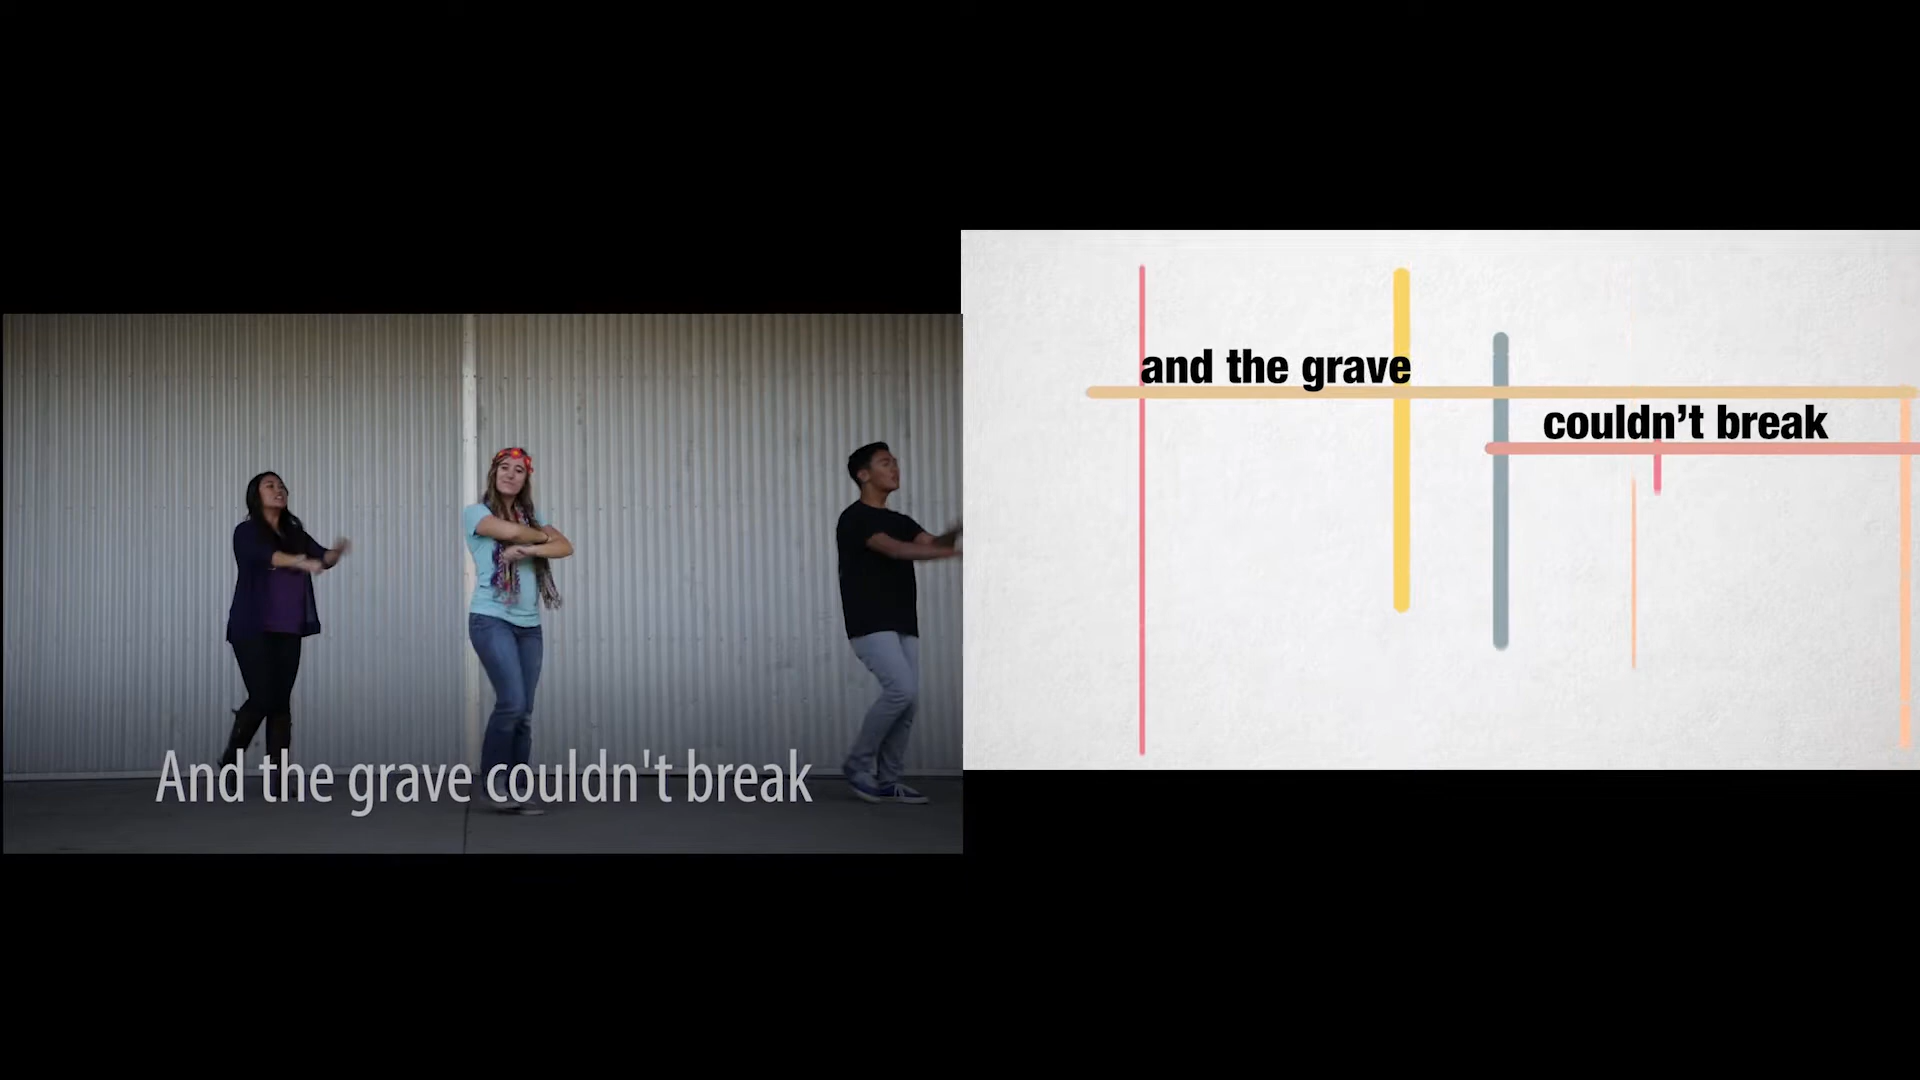 And the grave couldn't break
and the grave
couldn’t break